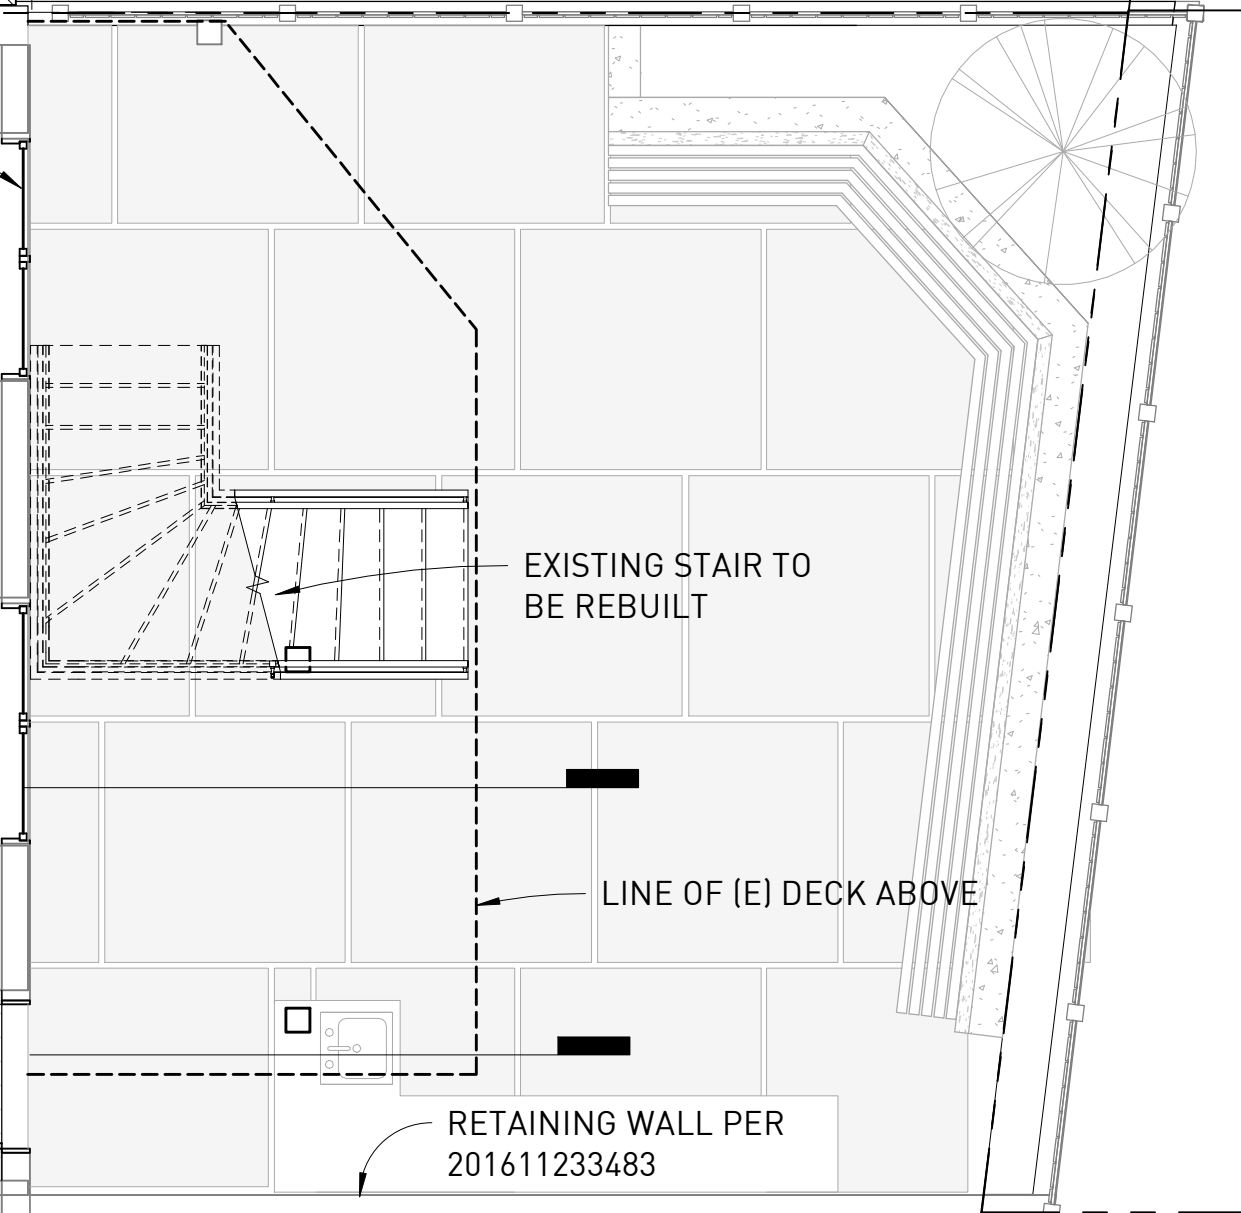 EXISTING STAIR TO
BE REBUILT
LINE OF (E) DECK ABOVE
RETAINING WALL PER
201611233483